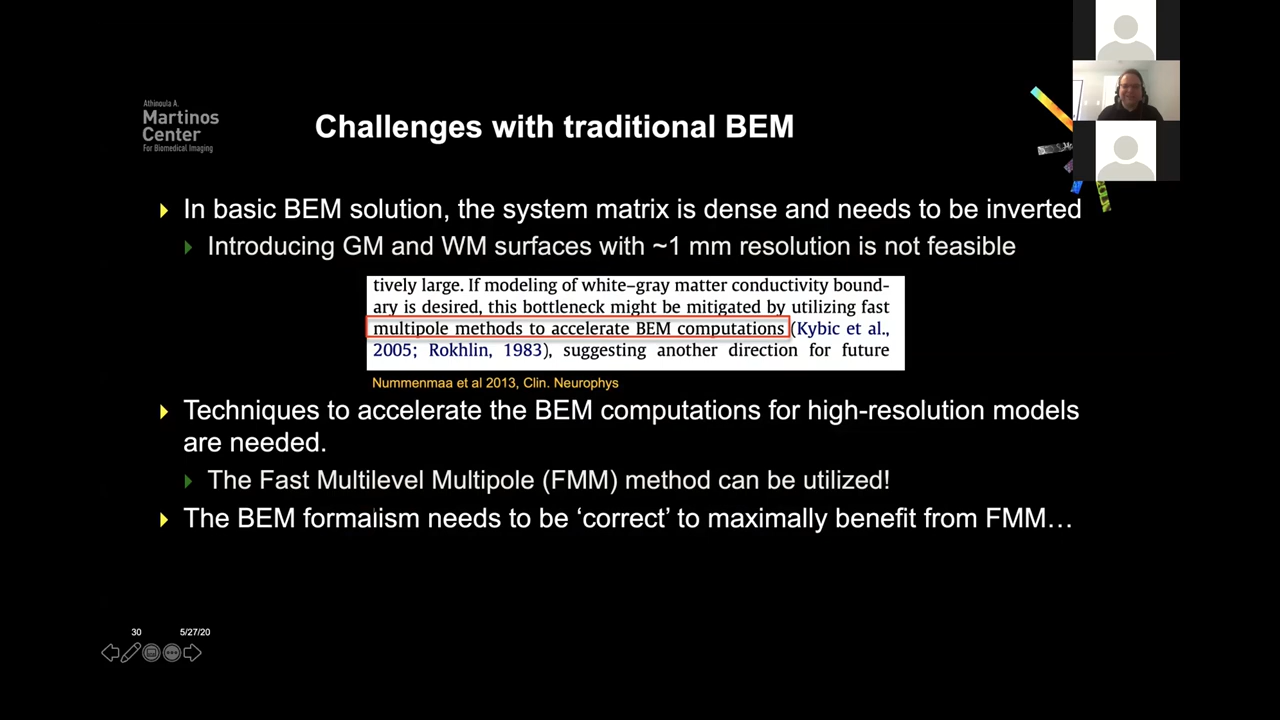 Athinoula A.
Martinos
Center
For Biomedical Imaging
Challenges with traditional BEM
In basic BEM solution, the system matrix is dense and needs to be inverted
Introducing GM and WM surfaces with ~1 mm resolution is not feasible
tively large. If modeling of white–gray matter conductivity bound-
ary is desired, this bottleneck might be mitigated by utilizing fast
multipole methods to accelerate BEM computations (Kybic et al.,
2005; Rokhlin, 1983), suggesting another direction for future
Nummenmaa et al 2013, Clin. Neurophys
Techniques to accelerate the BEM computations for high-resolution models
are needed.
The Fast Multilevel Multipole (FMM) method can be utilized!
The BEM formalism needs to be ‘correct’ to maximally benefit from FMM…
30 5/27/20